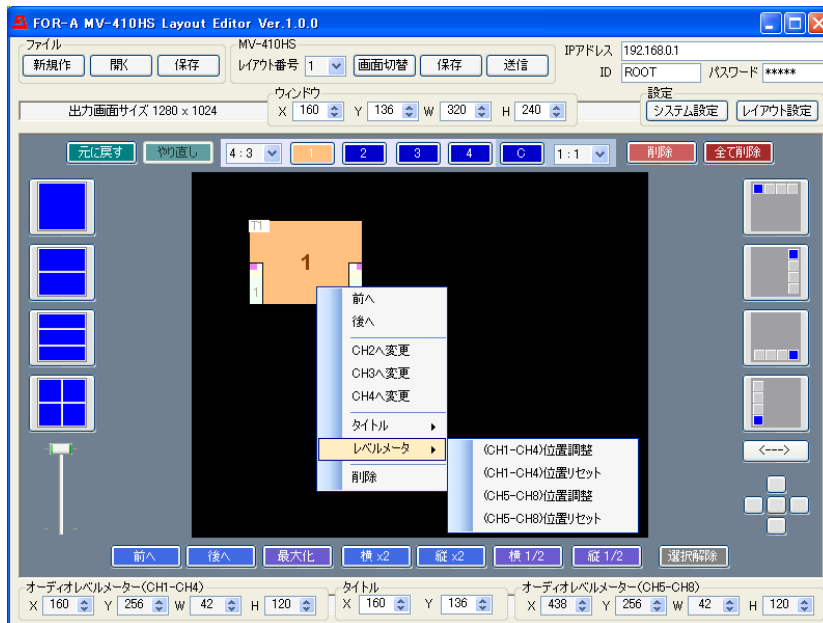 FOR-A MV-410HS Layout Editor Ver.1.0.0
ファイル
新規作 開く 保存
MV-410HS
レイアウト番号 1 画面切替 保存 送信
IPアドレス 192.168.0.1
ID ROOT パスワード *****
出力画面サイズ 1280 x 1024
ウィンドウ
X 160 Y 136 W 320 H 240
設定
システム設定 レイアウト設定
元に戻す やり直し 4:3 1 2 3 4 C 1:1 削除 全て削除
T1
1
1
前へ
後へ
CH2へ変更
CH3へ変更
CH4へ変更
タイトル
レベルメータ
削除
(CH1-CH4)位置調整
(CH1-CH4)位置リセット
(CH5-CH8)位置調整
(CH5-CH8)位置リセット
<--->
前へ 後へ 最大化 横 x2 縦 x2 横 1/2 縦 1/2 選択解除
オーディオレベルメーター(CH1-CH4)
X 160 Y 256 W 42 H 120
タイトル
X 160 Y 136
オーディオレベルメーター(CH5-CH8)
X 438 Y 256 W 42 H 120